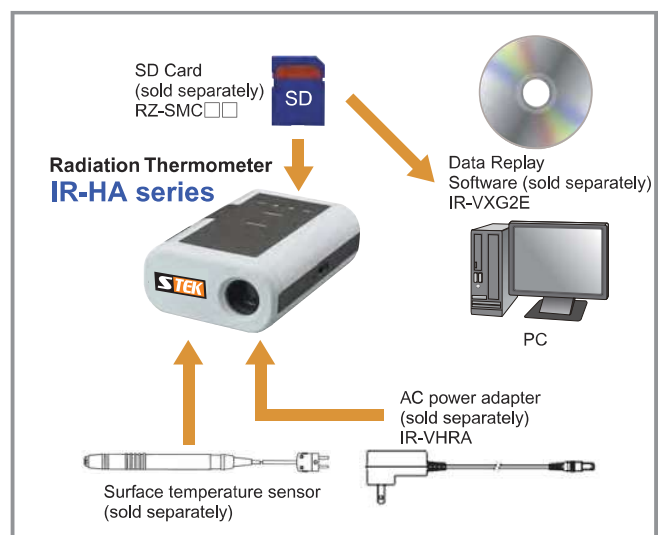 SD Card
(sold separately)
RZ-SMC□□
SD
Radiation Thermometer
IR-HA series
STEK
Data Replay
Software (sold separately)
IR-VXG2E
PC
AC power adapter
(sold separately)
IR-VHRA
Surface temperature sensor
(sold separately)